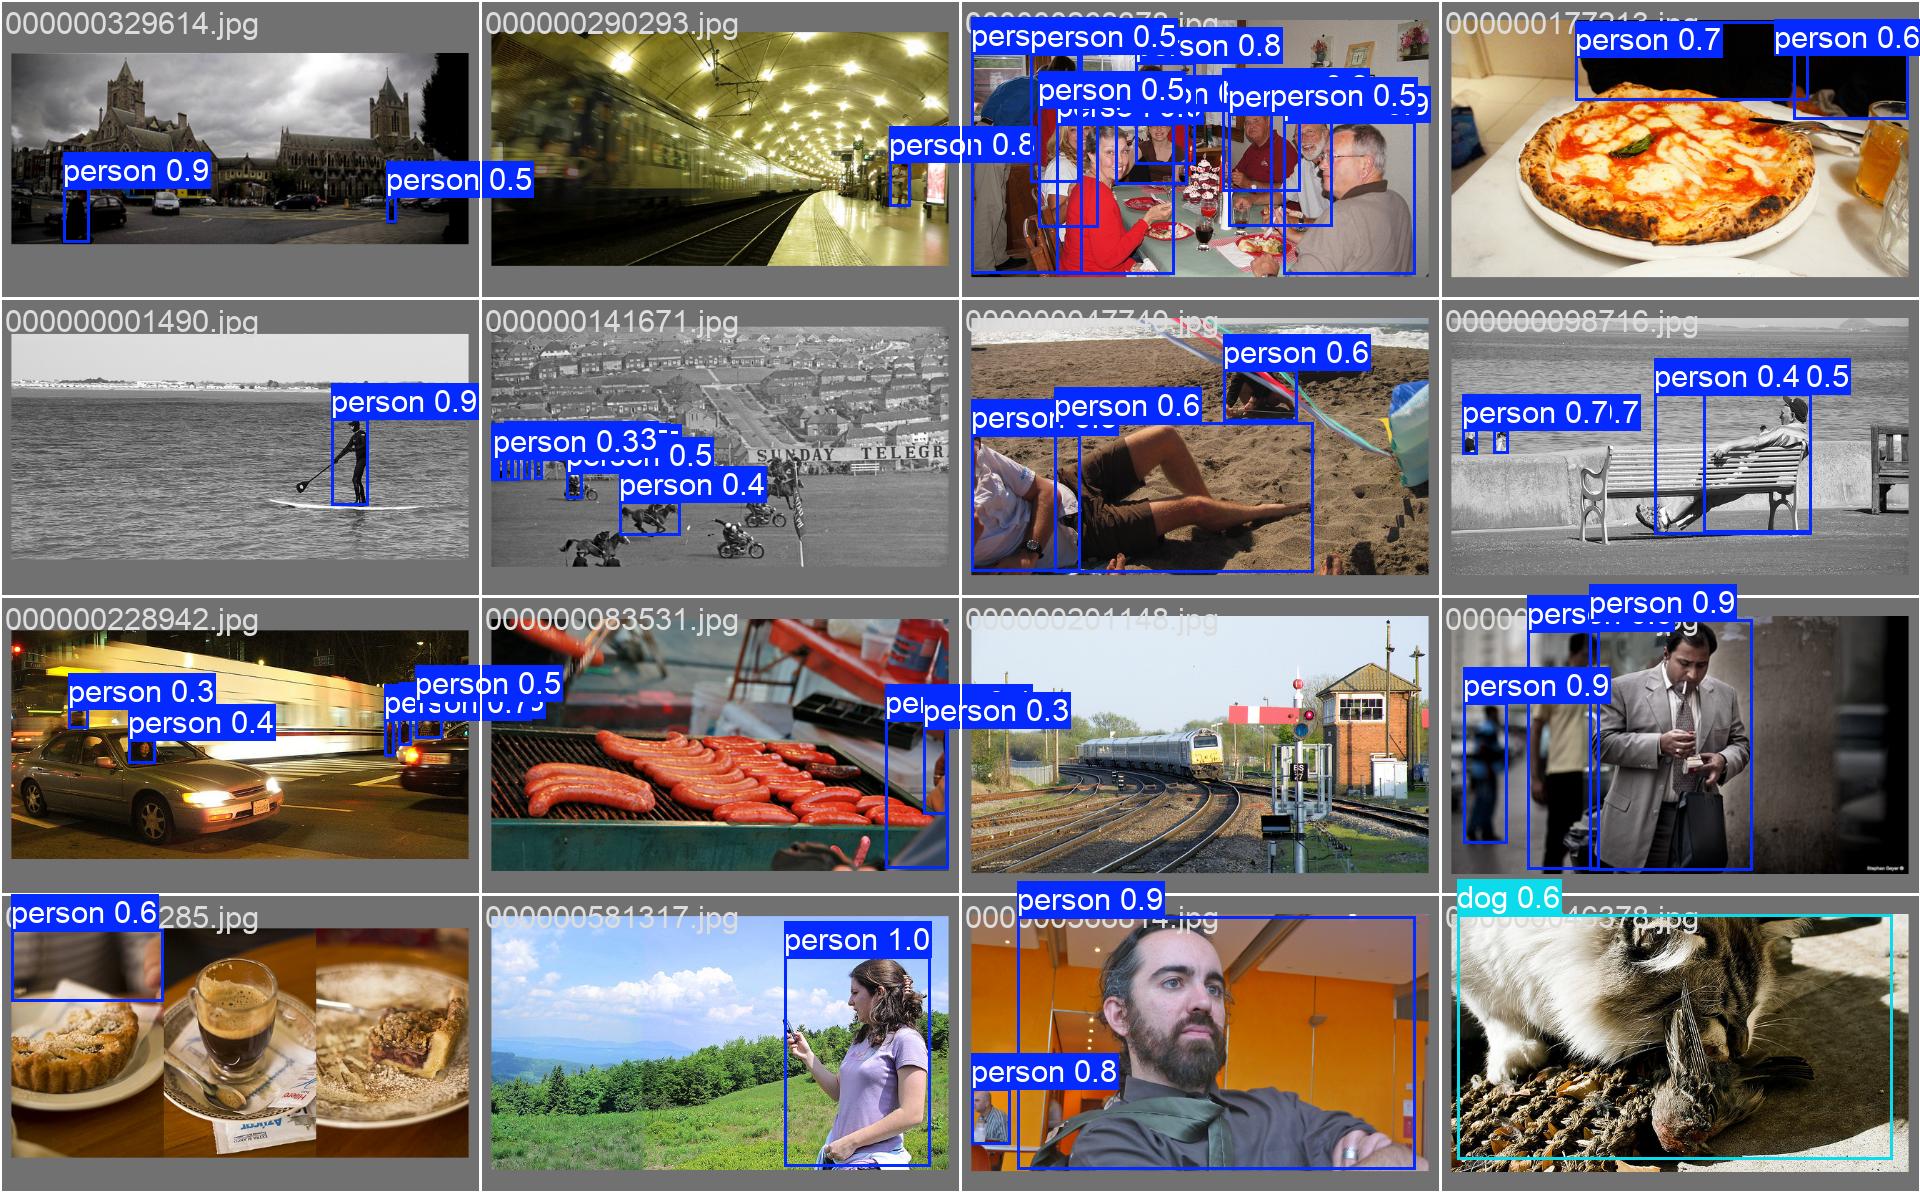 000000329614.jpg
person 0.9
person 0.5
000000290293.jpg
person 0.8
person 0.5
person 0.5
person 0.5
person 0.7
person 0.6
000000001490.jpg
person 0.9
000000141671.jpg
person 0.33
0.5
person 0.4
SUNDAY TELEGR
person 0.6
person 0.6
000000098716.jpg
person 0.4
0.5
person 0.7
000000228942.jpg
person 0.3
person 0.4
person 0.5
000000083531.jpg
person 0.3
000000201148.jpg
person 0.9
person 0.9
person 0.6
285.jpg
000000581317.jpg
person 1.0
person 0.9
person 0.8
dog 0.6